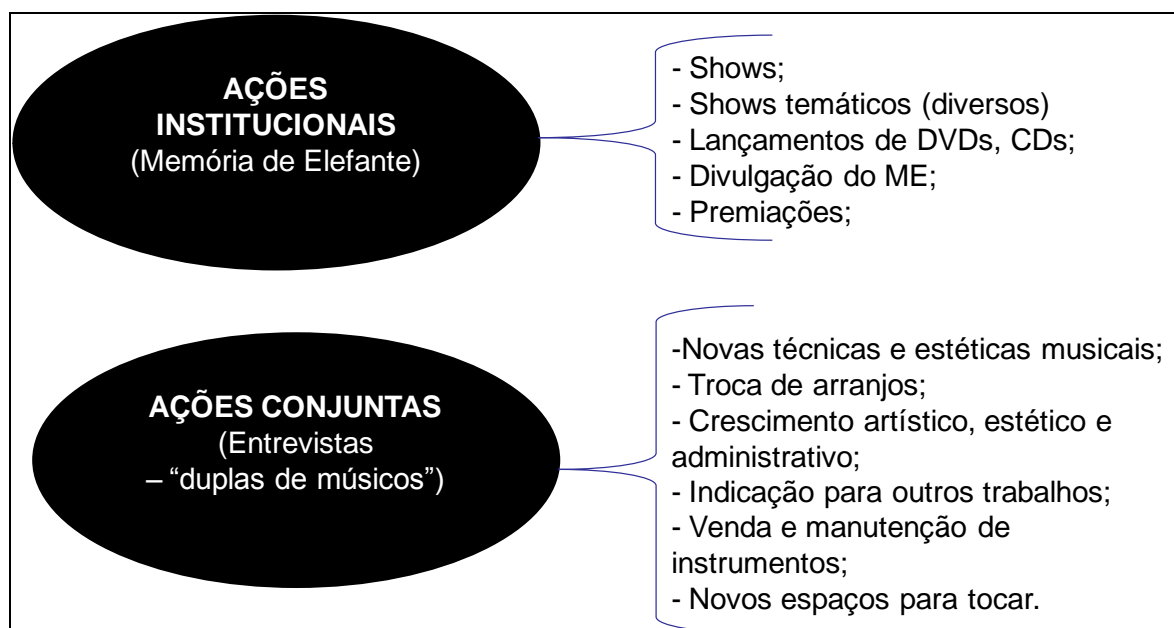 AÇÕES
INSTITUCIONAIS
(Memória de Elefante)
- Shows;
- Shows temáticos (diversos)
- Lançamentos de DVDs, CDs;
- Divulgação do ME;
- Premiações;
AÇÕES CONJUNTAS
(Entrevistas
– “duplas de músicos”)
-Novas técnicas e estéticas musicais;
- Troca de arranjos;
- Crescimento artístico, estético e
administrativo;
- Indicação para outros trabalhos;
- Venda e manutenção de
instrumentos;
- Novos espaços para tocar.